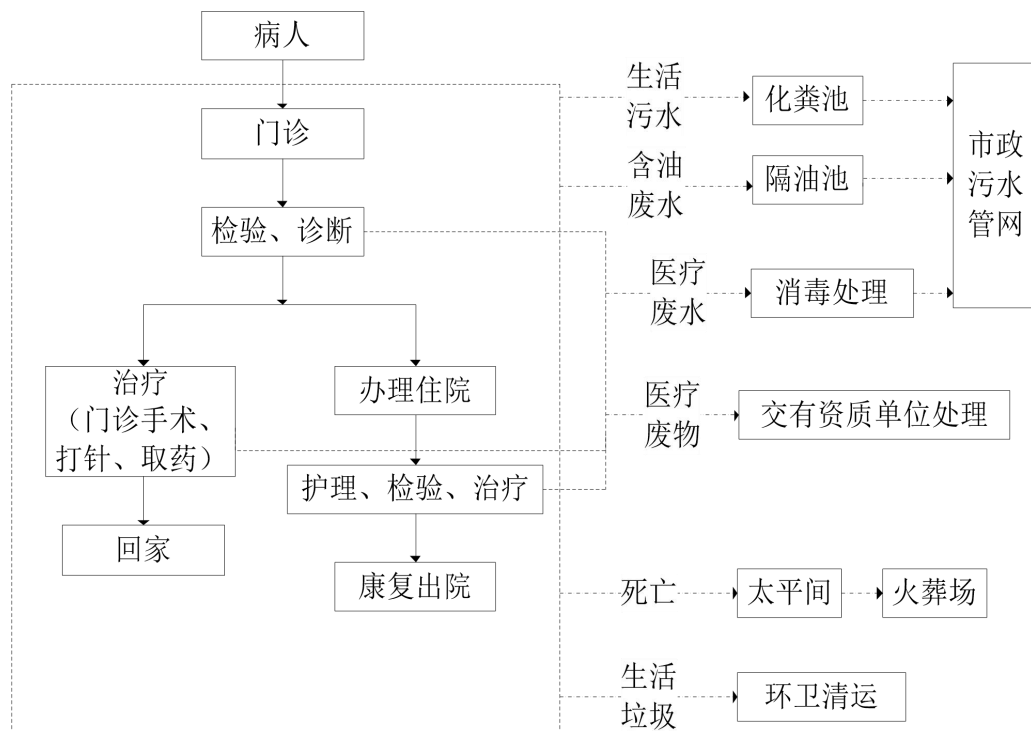 病人
门诊
检验、诊断
治疗
（门诊手术、
打针、取药）
回家
办理住院
护理、检验、治疗
康复出院
生活
污水
化粪池
含油
废水
隔油池
医疗
废水
消毒处理
市政
污水
管网
医疗
废物
交有资质单位处理
死亡
太平间
火葬场
生活
垃圾
环卫清运